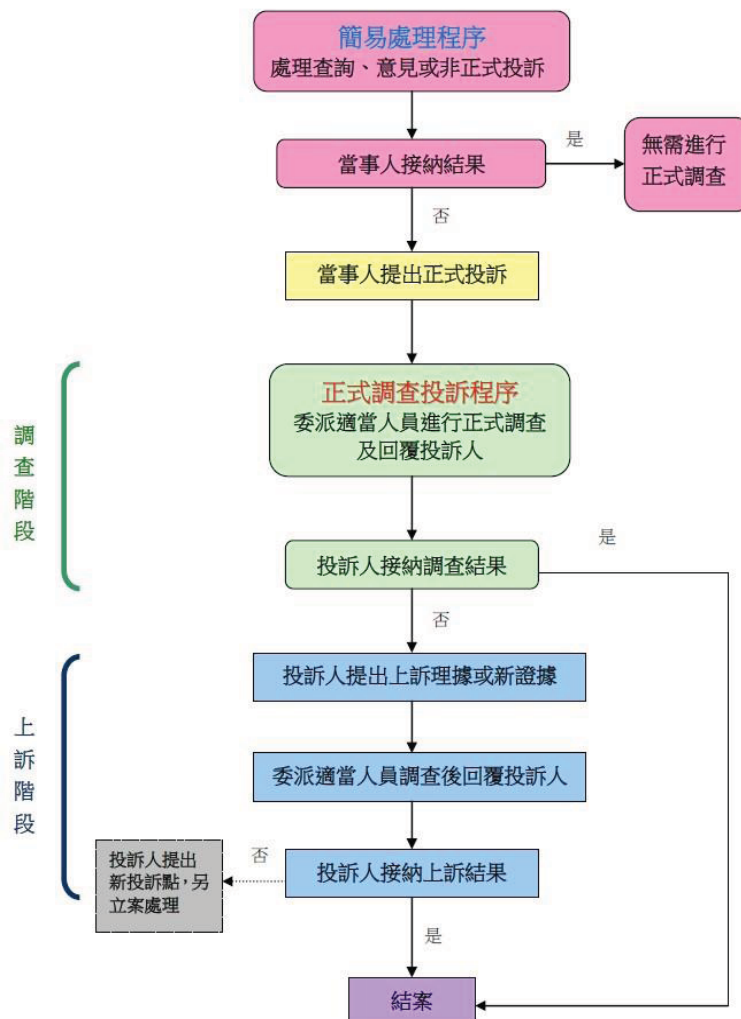 簡易處理程序
處理查詢、意見或非正式投訴
是
無需進行
正式調查
當事人接納結果
否
當事人提出正式投訴
調查階段
正式調查投訴程序
委派適當人員進行正式調查
及回覆投訴人
是
投訴人接納調查結果
否
上訴階段
投訴人提出上訴理據或新證據
委派適當人員調查後回覆投訴人
投訴人提出
新投訴點，另
立案處理
否
投訴人接納上訴結果
是
結案